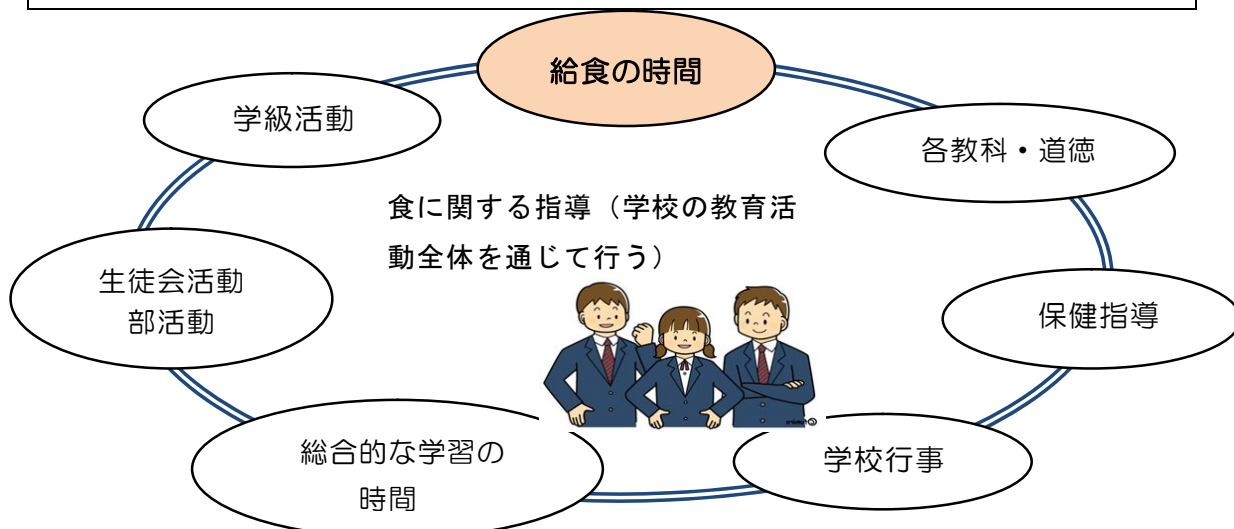 給食の時間
学級活動
各教科・道徳
食に関する指導（学校の教育活
動全体を通じて行う）
生徒会活動
部活動
保健指導
総合的な学習の
時間
学校行事